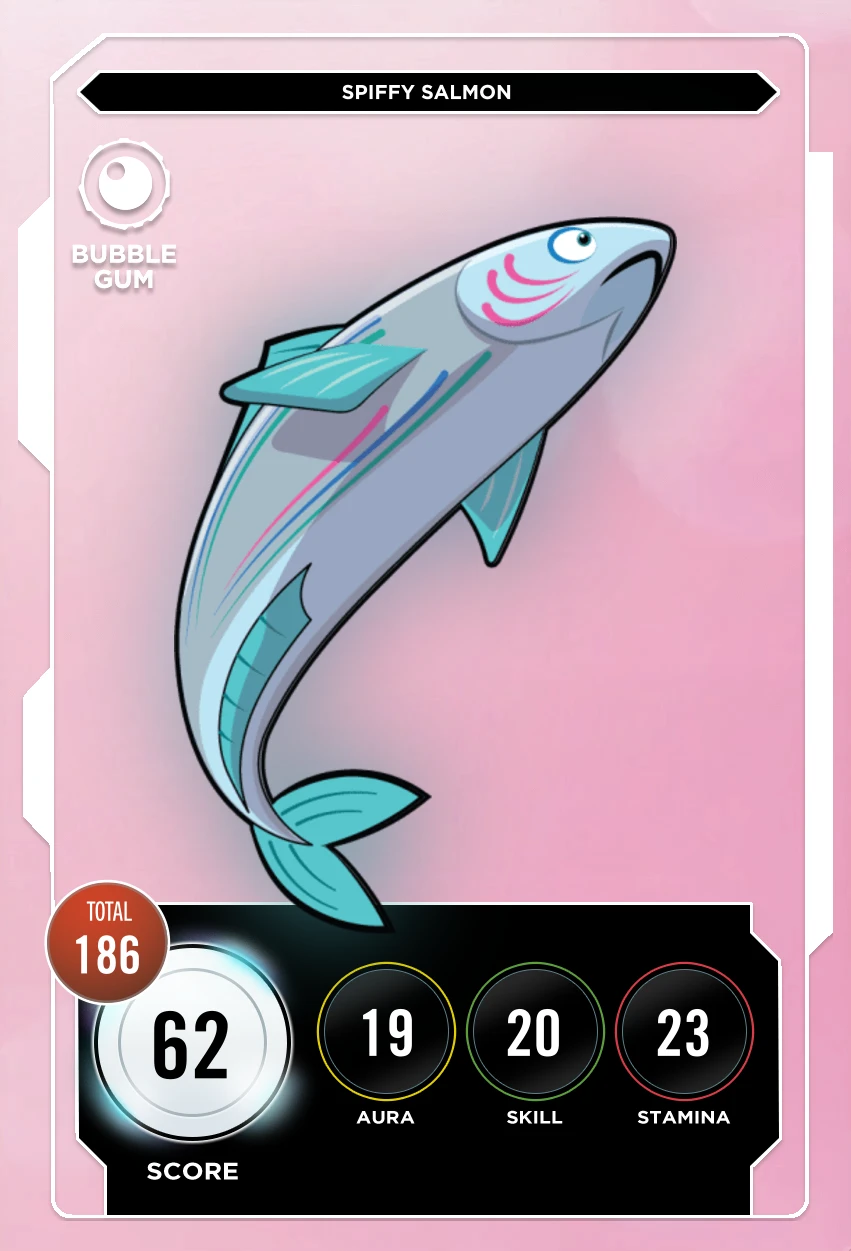 SPIFFY SALMON
BUBBLE
GUM
TOTAL
186
62
SCORE
19
AURA
20
SKILL
23
STAMINA